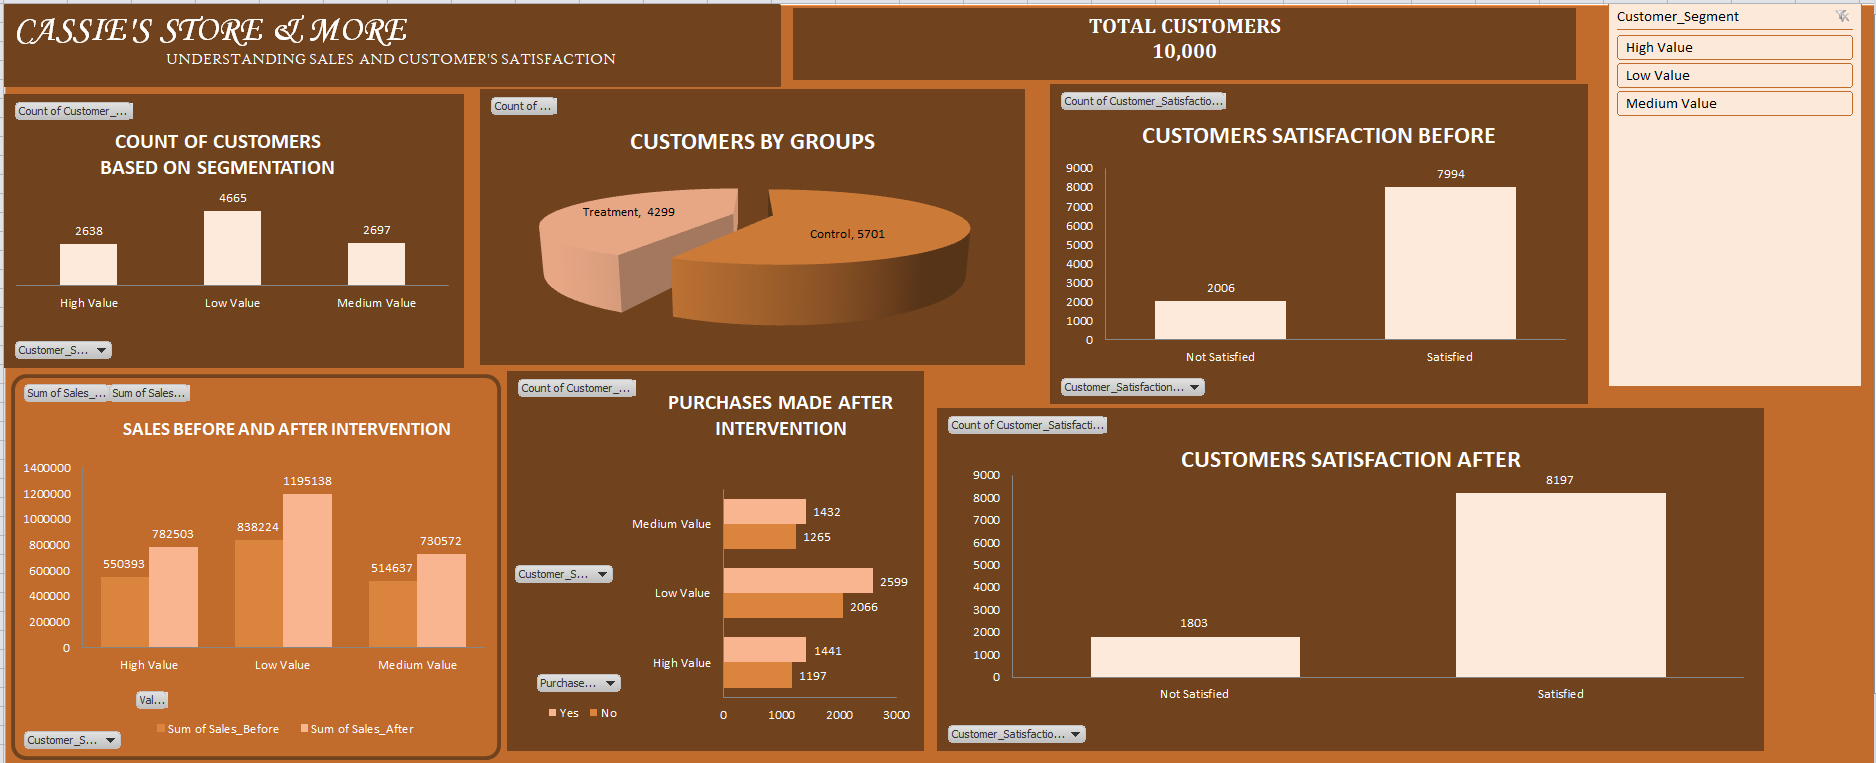 CASSIE'S STORE & MORE
UNDERSTANDING SALES AND CUSTOMER'S SATISFACTION
TOTAL CUSTOMERS
10,000
Customer_Segment
High Value
Low Value
Medium Value
Count of Customer_...
COUNT OF CUSTOMERS
BASED ON SEGMENTATION
2638
4665
2697
High Value
Low Value
Medium Value
Customer_S...
Count of ...
CUSTOMERS BY GROUPS
Treatment, 4299
Control, 5701
Count of Customer_Satisfactio...
CUSTOMERS SATISFACTION BEFORE
9000
8000
7000
6000
5000
4000
3000
2000
1000
0
2006
7994
Not Satisfied
Satisfied
Customer_Satisfaction...
Sum of Sales_...
Sum of Sales...
SALES BEFORE AND AFTER INTERVENTION
1400000
1200000
1000000
800000
600000
400000
200000
0
550393
782503
838224
1195138
514637
730572
High Value
Low Value
Medium Value
Val...
Sum of Sales_Before
Sum of Sales_After
Customer_S...
Count of Customer_...
PURCHASES MADE AFTER
INTERVENTION
Medium Value
1432
1265
Customer_S...
Low Value
2599
2066
High Value
1441
1197
Purchase...
Yes
No
0
1000
2000
3000
Count of Customer_Satisfacti...
CUSTOMERS SATISFACTION AFTER
9000
8000
7000
6000
5000
4000
3000
2000
1000
0
1803
8197
Not Satisfied
Satisfied
Customer_Satisfactio...